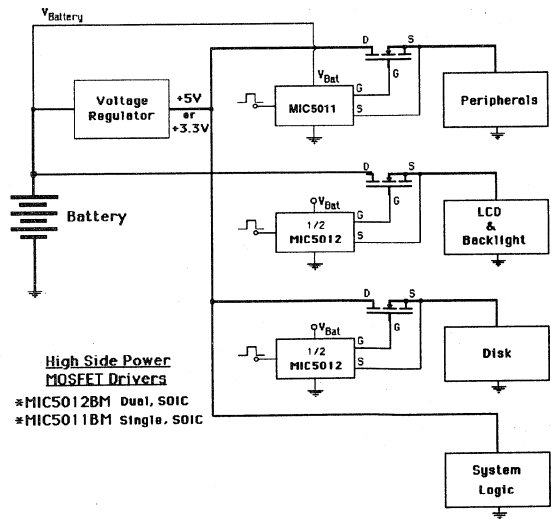 VBattery
Voltage
Regulator
+5V
or
+3.3V
VBat
MIC5011
G
S
D
S
G
Peripherals
Battery
VBat
1/2
MIC5012
G
S
D
S
G
LCD
&
Backlight
VBat
1/2
MIC5012
G
S
D
S
G
Disk
High Side Power
MOSFET Drivers
*MIC5012BM Dual, SOIC
*MIC5011BM Single, SOIC
System
Logic